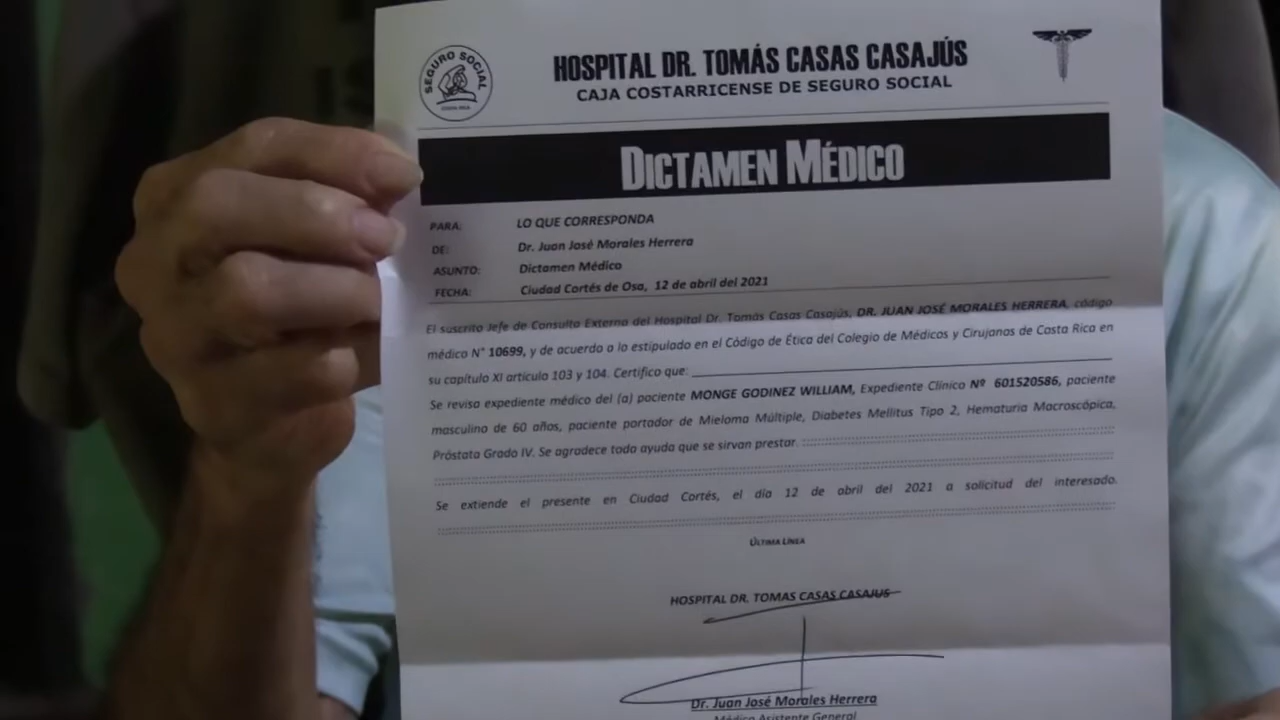 SEGURO SOCIAL
HOSPITAL DR. TOMÁS CASAS CASAJÚS
CAJA COSTARRICENSE DE SEGURO SOCIAL
DICTAMEN MÉDICO
PARA: LO QUE CORRESPONDA
DE: Dr. Juan José Morales Herrera
ASUNTO: Dictamen Médico
FECHA: Ciudad Cortés de Osa, 12 de abril del 2021
El suscrito Jefe de Consulta Externa del Hospital Dr. Tomás Casas Casajús, DR. JUAN JOSÉ MORALES HERRERA, código
médico N° 10699, y de acuerdo a lo estipulado en el Código de Ética del Colegio de Médicos y Cirujanos de Costa Rica en
su capítulo XI artículo 103 y 104. Certifico que:
Se revisa expediente médico del (a) paciente MONGE GODINEZ WILLIAM, Expediente Clínico Nº 601520586, paciente
masculino de 60 años, paciente portador de Mieloma Múltiple, Diabetes Mellitus Tipo 2, Hematuria Macroscópica,
Próstata Grado IV. Se agradece toda ayuda que se sirvan prestar.
Se extiende el presente en Ciudad Cortés, el día 12 de abril del 2021 a solicitud del interesado.
ÚLTIMA LÍNEA
HOSPITAL DR. TOMAS CASAS CASAJUS
Dr. Juan José Morales Herrera
Médico Asistente General